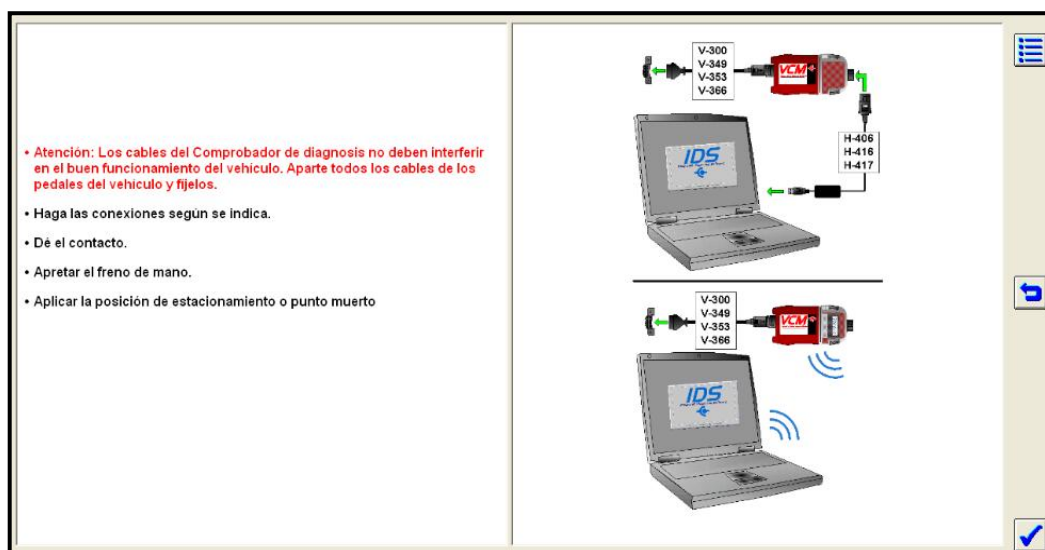 • Atención: Los cables del Comprobador de diagnosis no deben interferir
en el buen funcionamiento del vehículo. Aparte todos los cables de los
pedales del vehículo y fíjelos.
• Haga las conexiones según se indica.
• Dé el contacto.
• Apretar el freno de mano.
• Aplicar la posición de estacionamiento o punto muerto
V-300
V-349
V-353
V-366
VCM
H-406
H-416
H-417
IDS
V-300
V-349
V-353
V-366
VCM
IDS